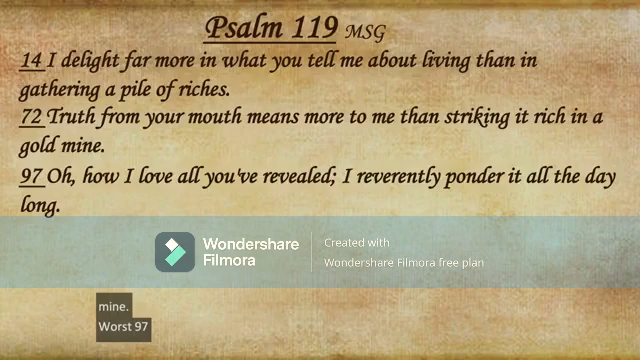 Psalm 119 MSG
14 I delight far more in what you tell me about living than in
gathering a pile of riches.
72 Truth from your mouth means more to me than striking it rich in a
gold mine.
97 Oh, how I love all you've revealed; I reverently ponder it all the day
long.
Wondershare
Filmora
Created with
Wondershare Filmora free plan
mine.
Worst 97